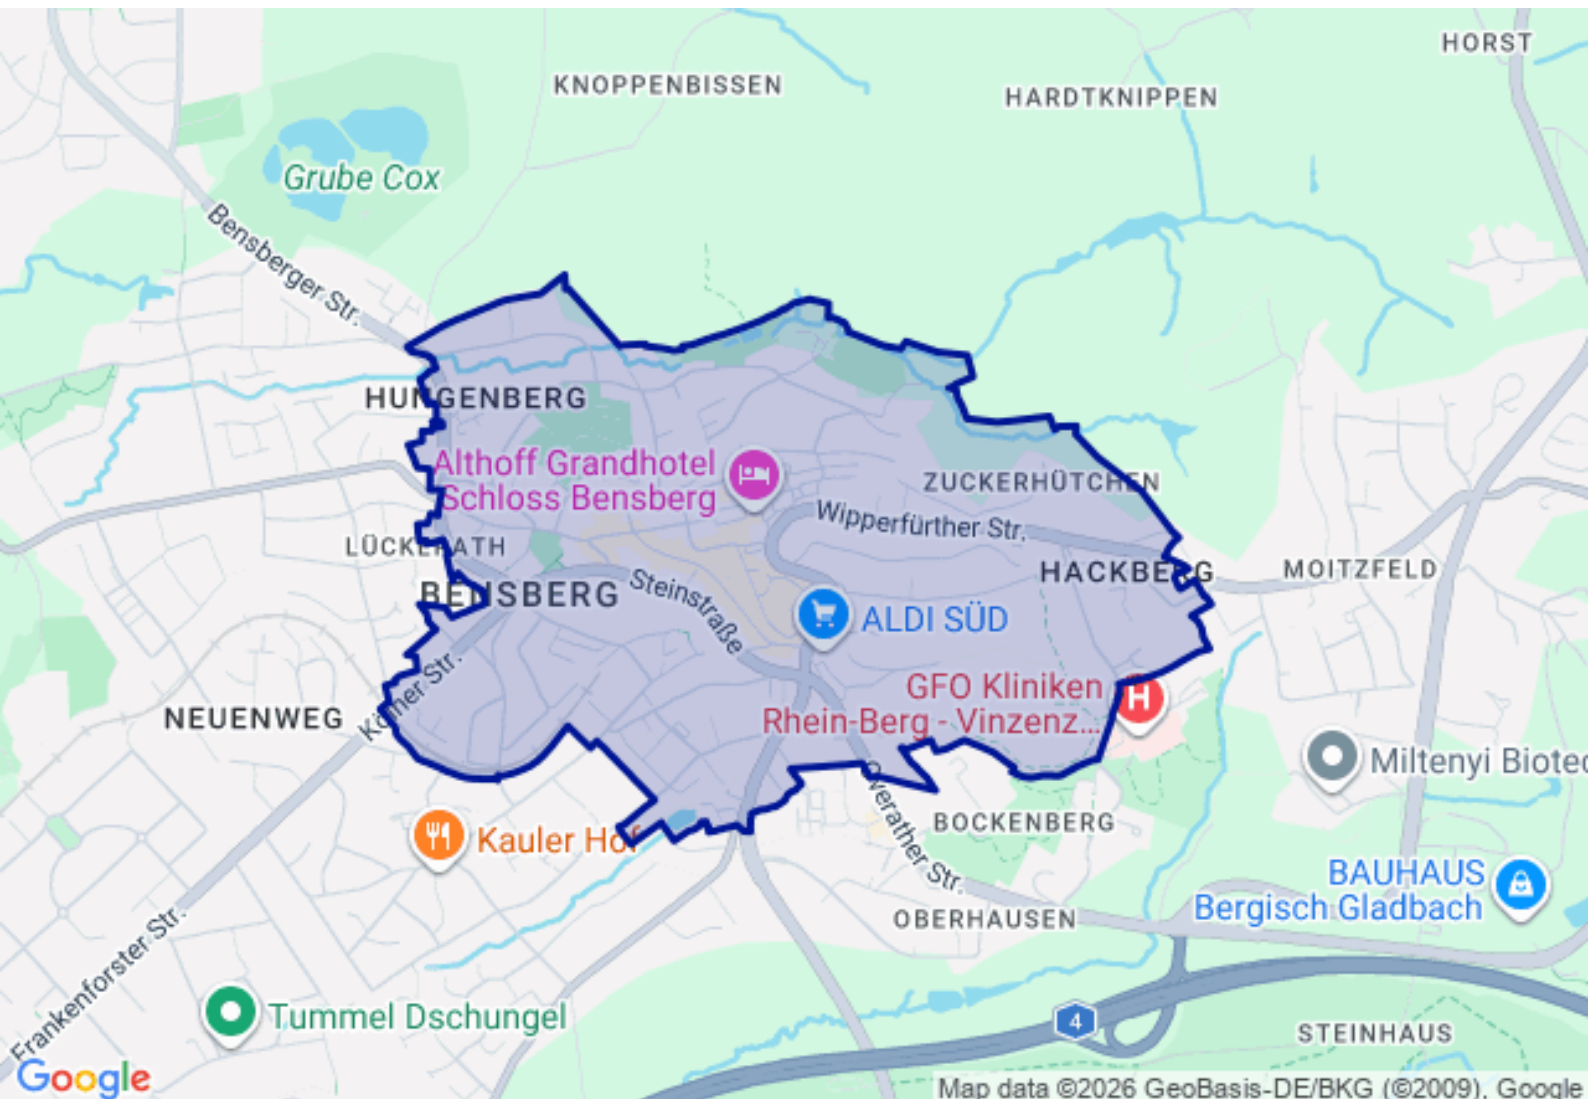 HORST
KNOPPENBISSEN
HARDTKNIPPEN
Grube Cox
Bensberger Str.
HUNGENBERG
Althoff Grandhotel
Schloss Bensberg
ZUCKERHÜTCHEN
Wipperfürther Str.
LÜCKERATH
HACKBERG
MOITZFELD
BENSBERG
Steinstraße
ALDI SÜD
GFO Kliniken
Rhein-Berg - Vinzenz...
H
NEUENWEG
Kölner Str.
Miltenyi Biotec
Kauler Hof
BOCKENBERG
Overather Str.
BAUHAUS
Bergisch Gladbach
OBERHAUSEN
Frankenforster Str.
Tummel Dschungel
4
STEINHAUS
Google
Map data ©2026 GeoBasis-DE/BKG (©2009), Google